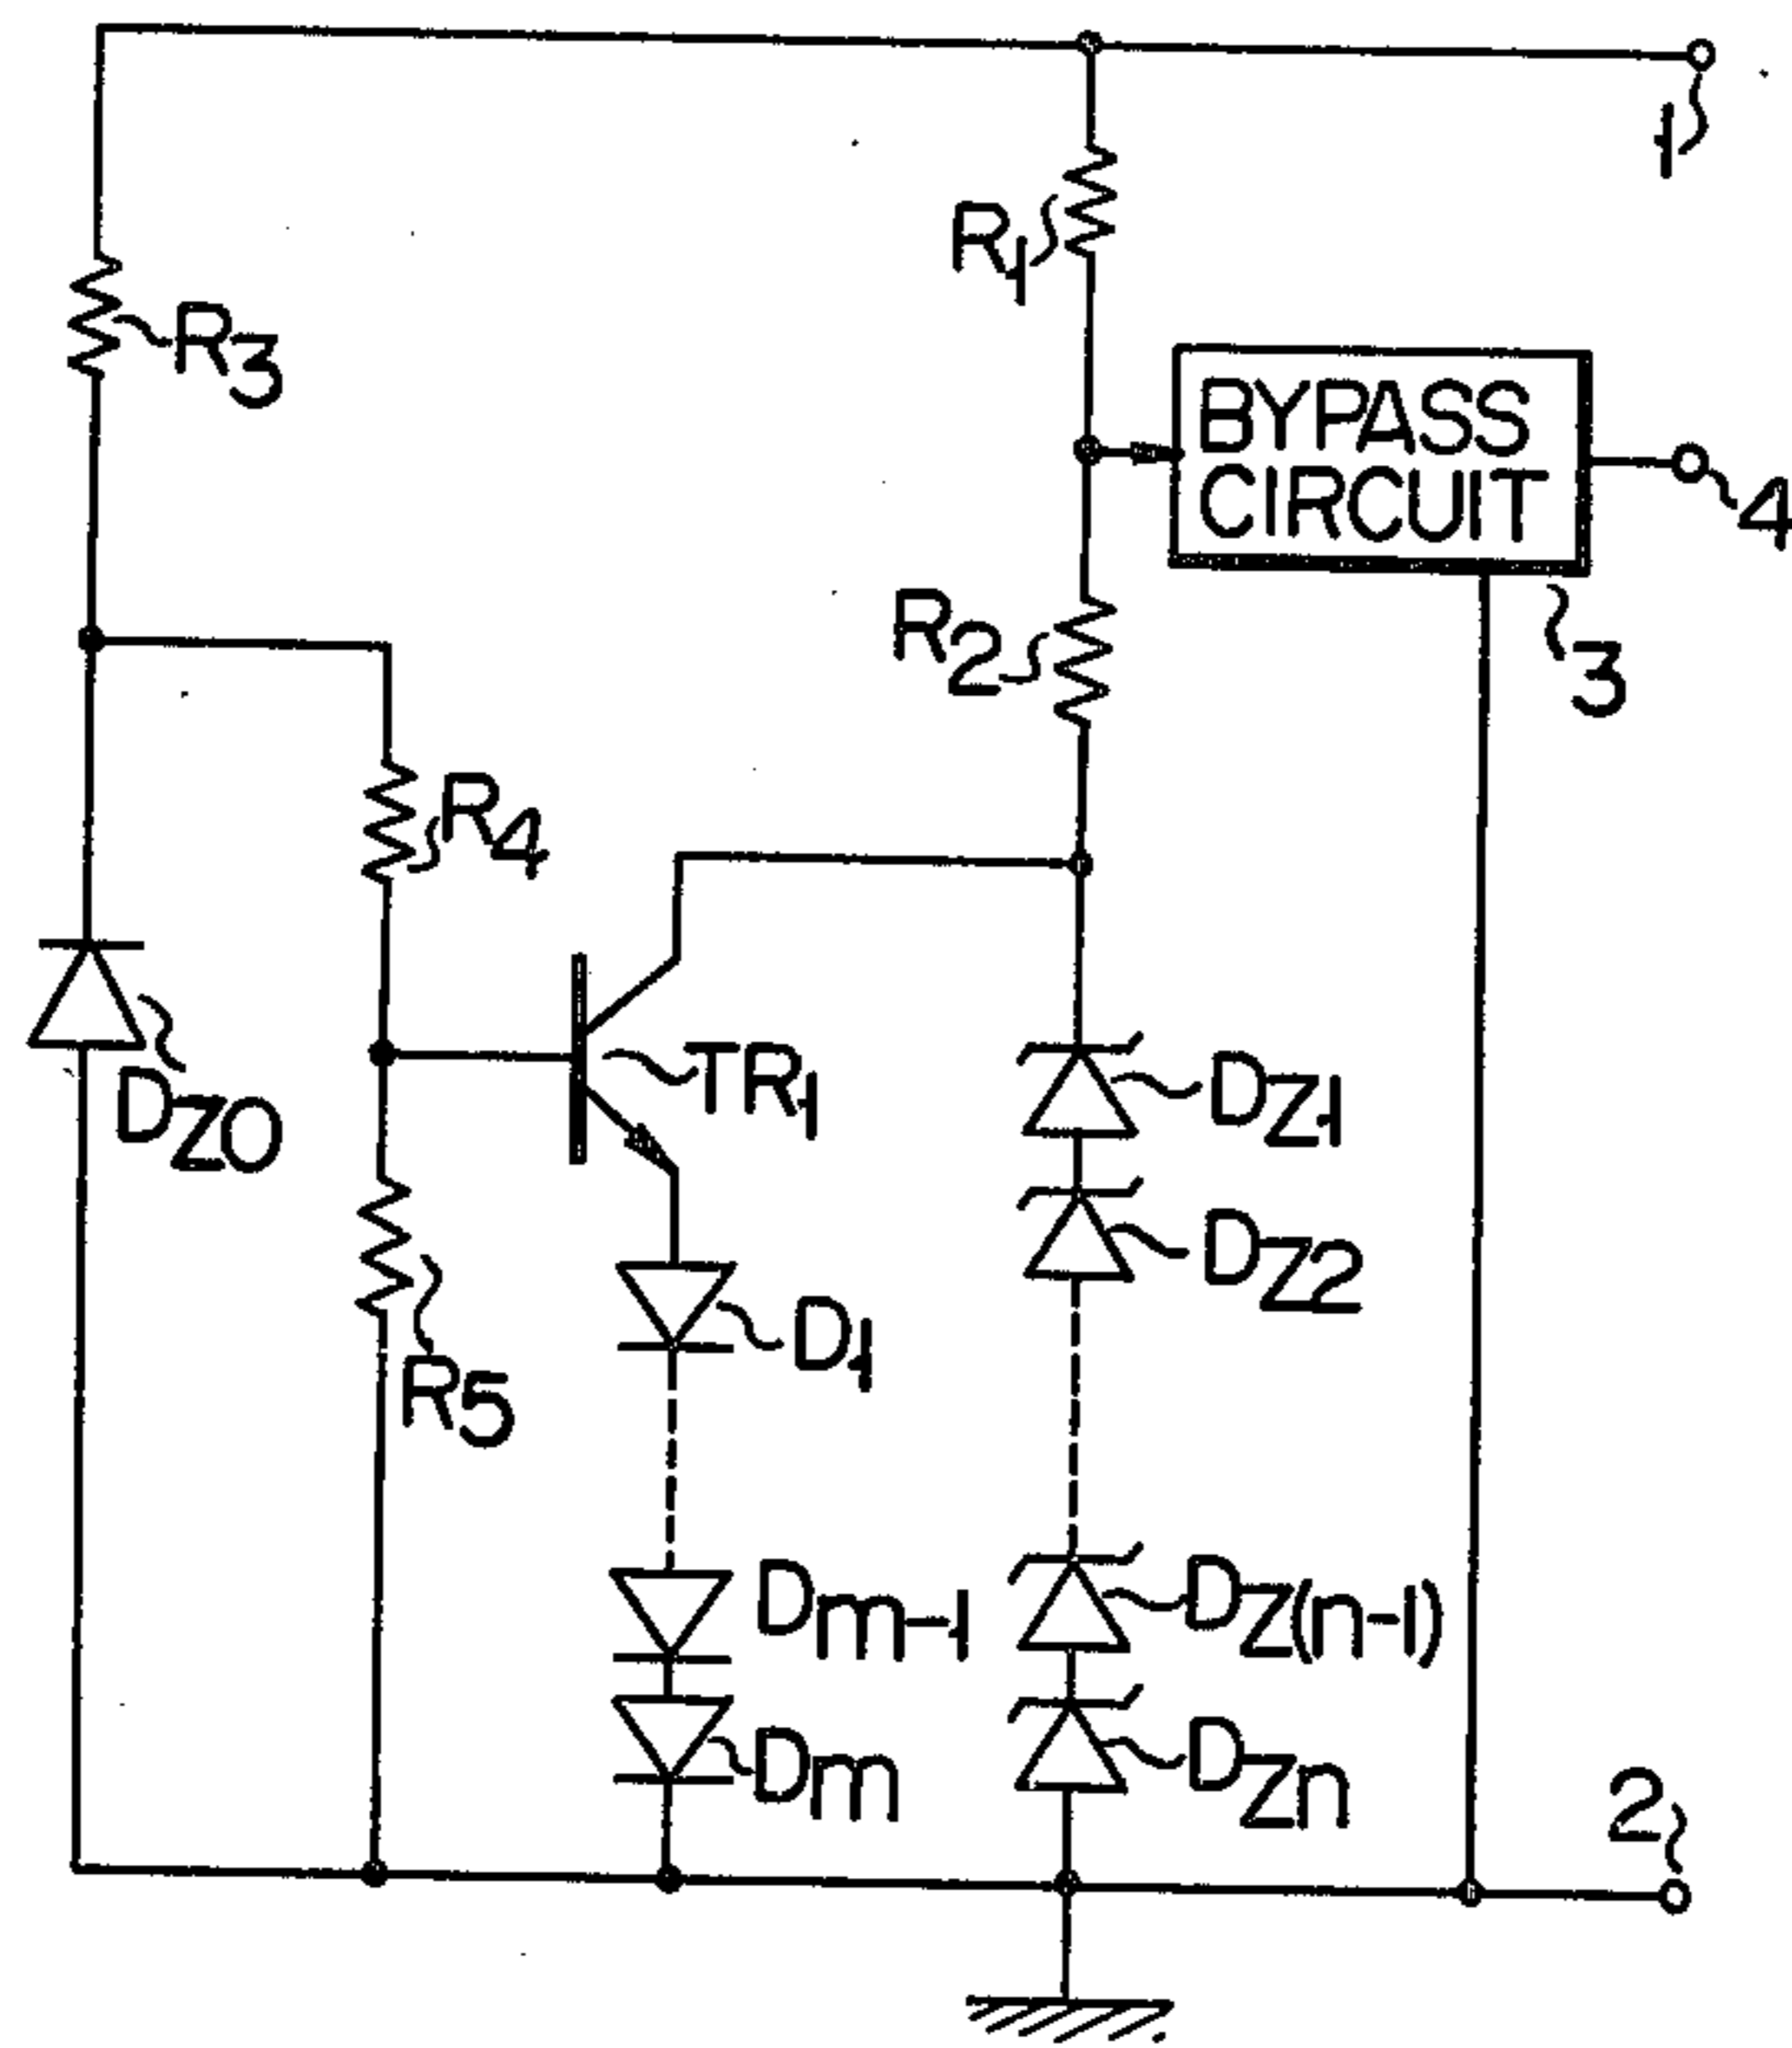 1
R1
R3
BYPASS
CIRCUIT
4
R2
3
R4
TR1
DZ1
DZ0
DZ2
D1
R5
Dm-1
DZ(n-1)
Dm
DZn
2